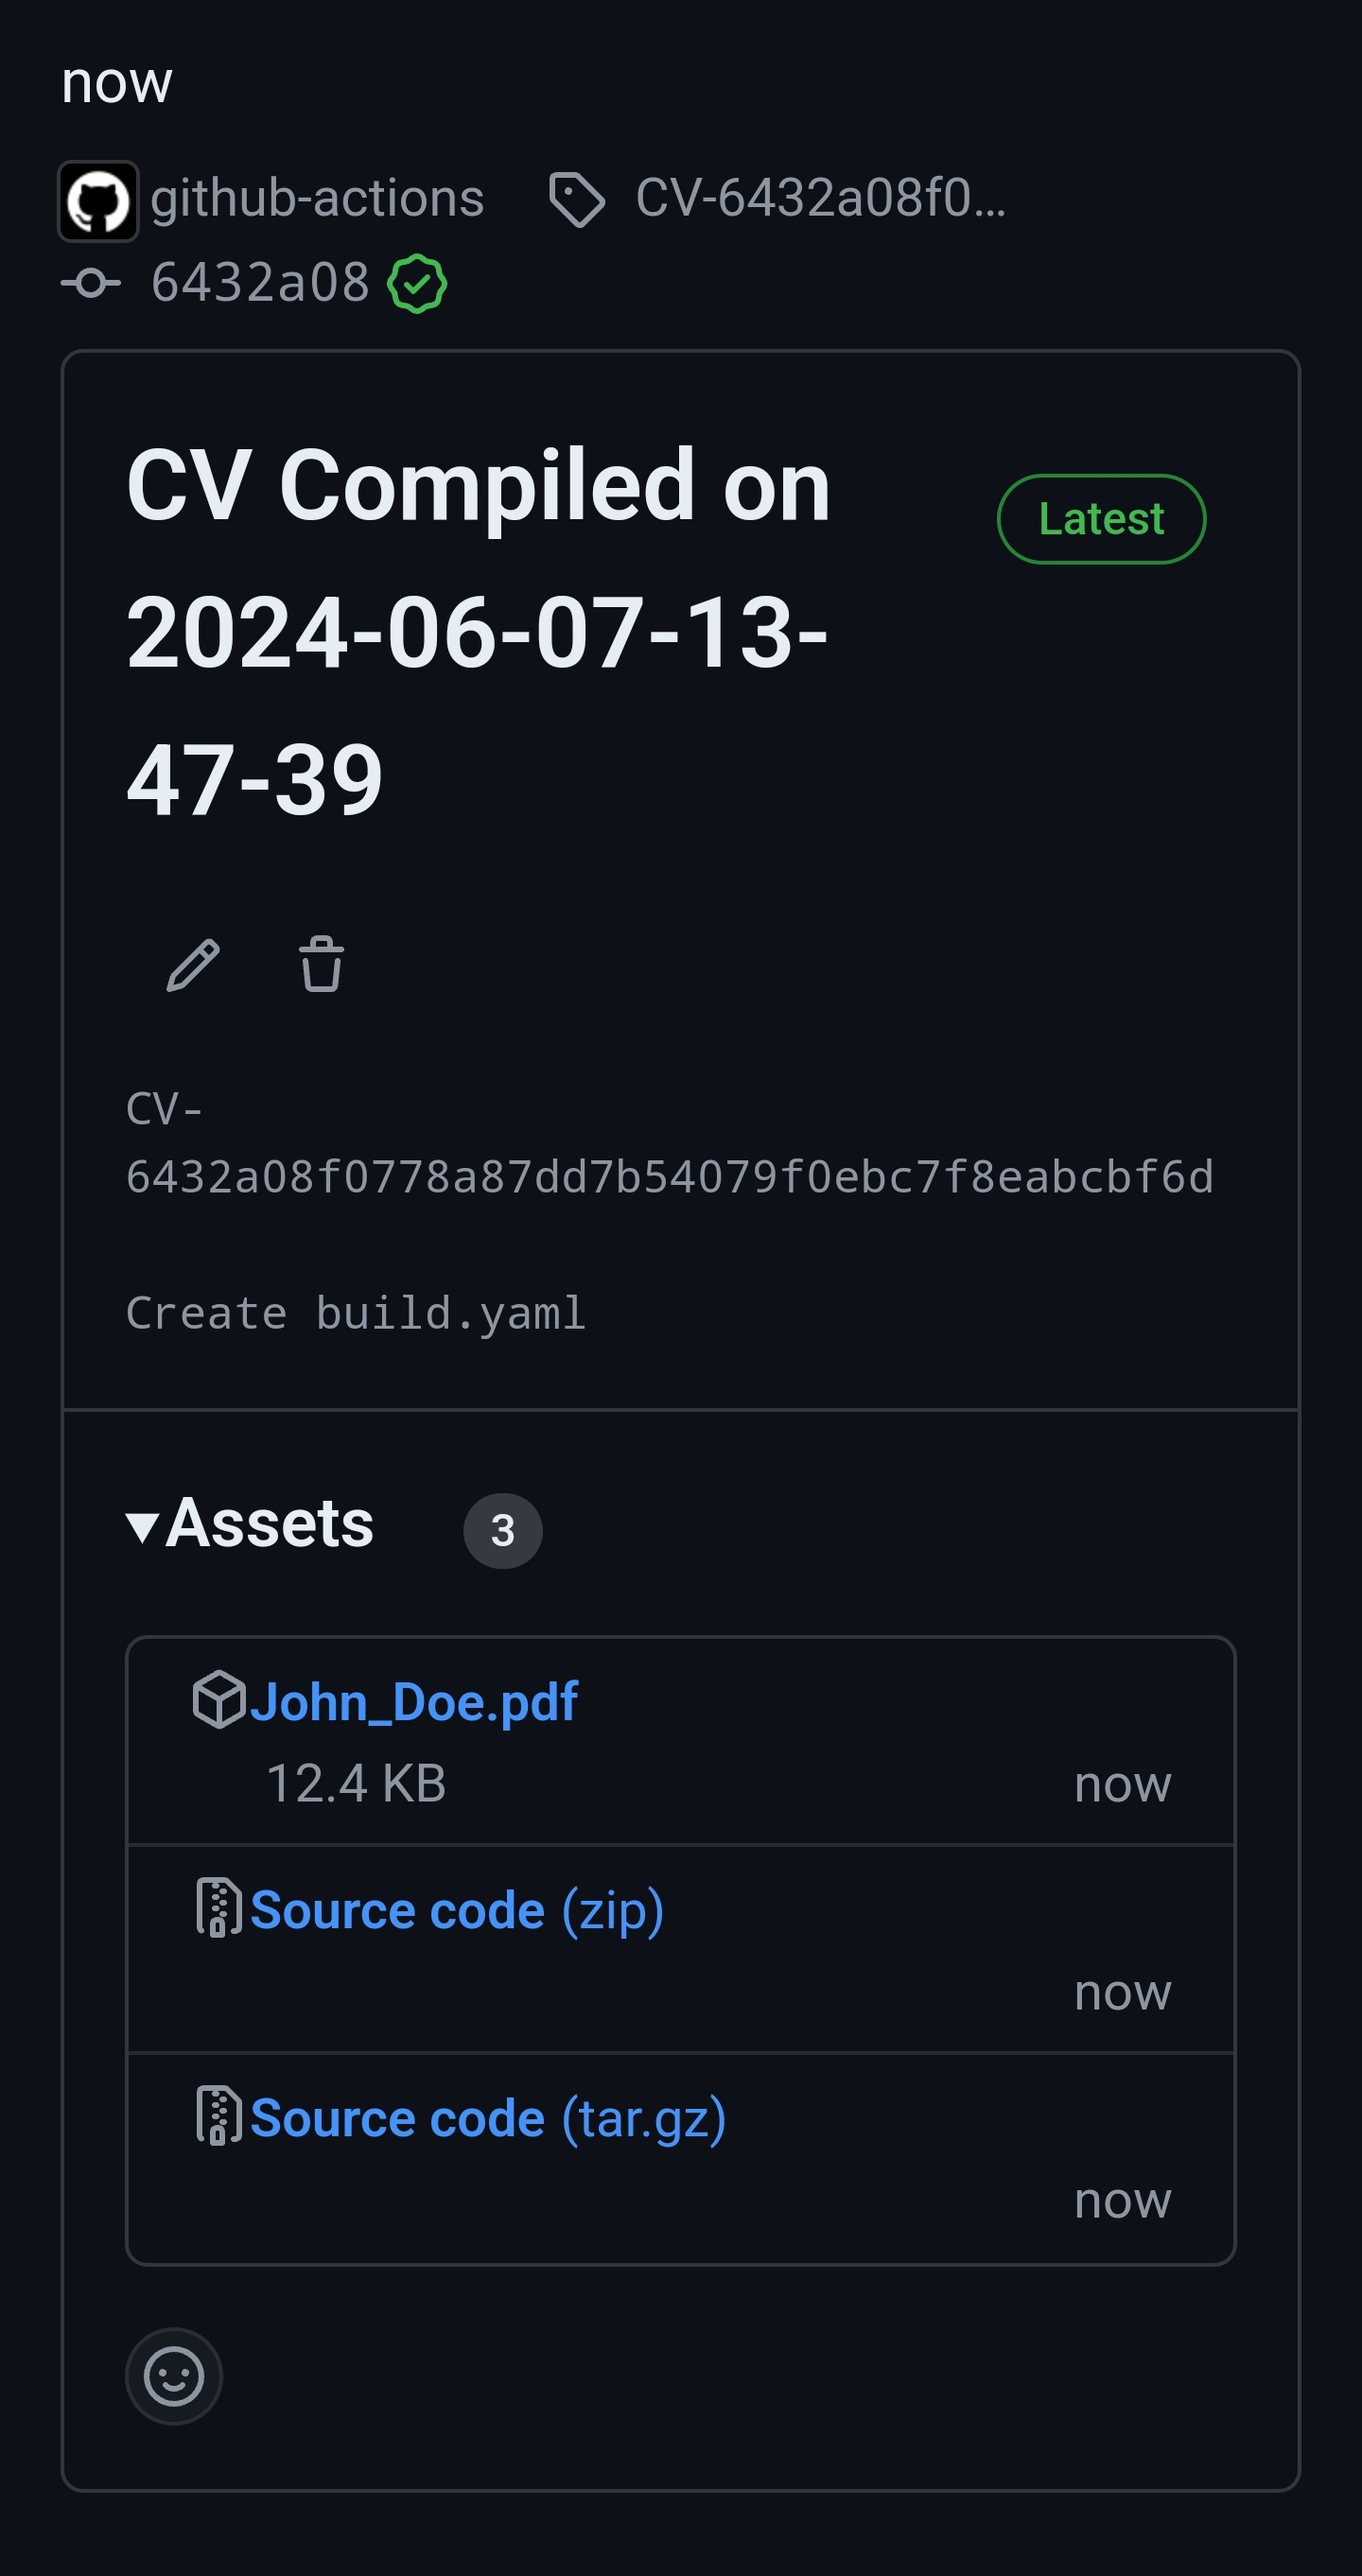 now
github-actions CV-6432a08f0...
6432a08
CV Compiled on
Latest
2024-06-07-13-
47-39
CV-
6432a08f0778a87dd7b54079f0ebc7f8eabcbf6d
Create build.yaml
Assets 3
John_Doe.pdf
12.4 KB now
Source code (zip)
now
Source code (tar.gz)
now